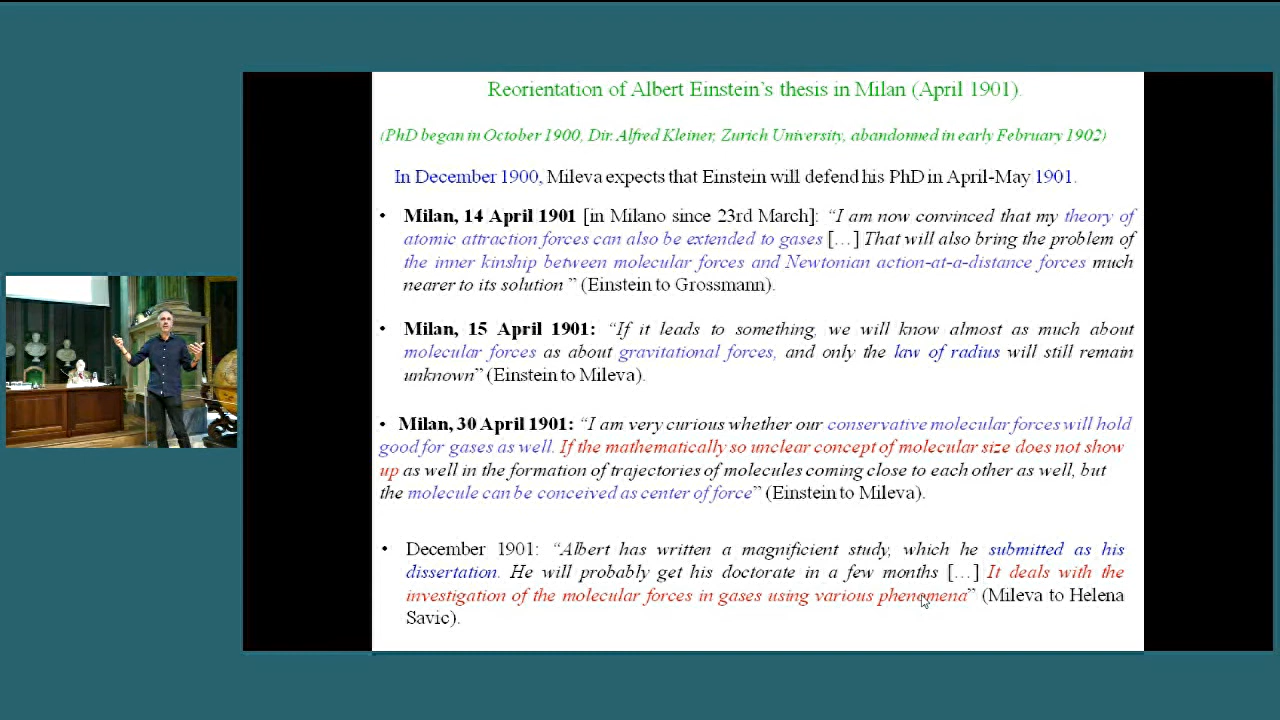 Reorientation of Albert Einstein's thesis in Milan (April 1901).
(PhD began in October 1900, Dir. Alfred Kleiner, Zurich University, abandonned in early February 1902)
In December 1900, Mileva expects that Einstein will defend his PhD in April-May 1901.
• Milan, 14 April 1901 [in Milano since 23rd March]: “I am now convinced that my theory of
atomic attraction forces can also be extended to gases […] That will also bring the problem of
the inner kinship between molecular forces and Newtonian action-at-a-distance forces much
nearer to its solution ” (Einstein to Grossmann).
• Milan, 15 April 1901: “If it leads to something, we will know almost as much about
molecular forces as about gravitational forces, and only the law of radius will still remain
unknown” (Einstein to Mileva).
• Milan, 30 April 1901: “I am very curious whether our conservative molecular forces will hold
good for gases as well. If the mathematically so unclear concept of molecular size does not show
up as well in the formation of trajectories of molecules coming close to each other as well, but
the molecule can be conceived as center of force” (Einstein to Mileva).
• December 1901: “Albert has written a magnificient study, which he submitted as his
dissertation. He will probably get his doctorate in a few months […] It deals with the
investigation of the molecular forces in gases using various phenomena” (Mileva to Helena
Savic).